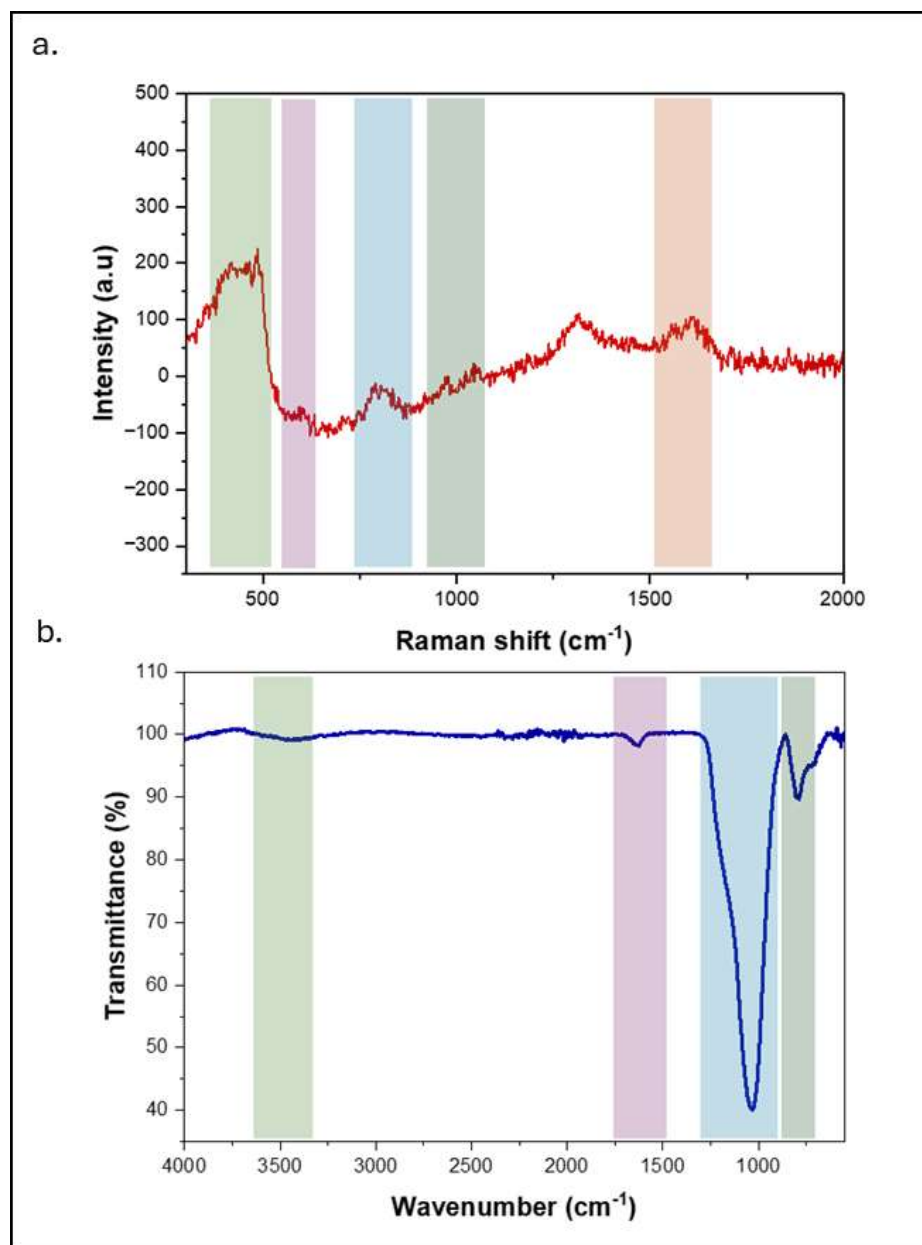 a.
500
400
300
200
100
0
−100
−200
−300
Intensity (a.u)
500 1000 1500 2000
Raman shift (cm-1)
b.
110
100
90
80
70
60
50
40
Transmittance (%)
4000 3500 3000 2500 2000 1500 1000
Wavenumber (cm-1)